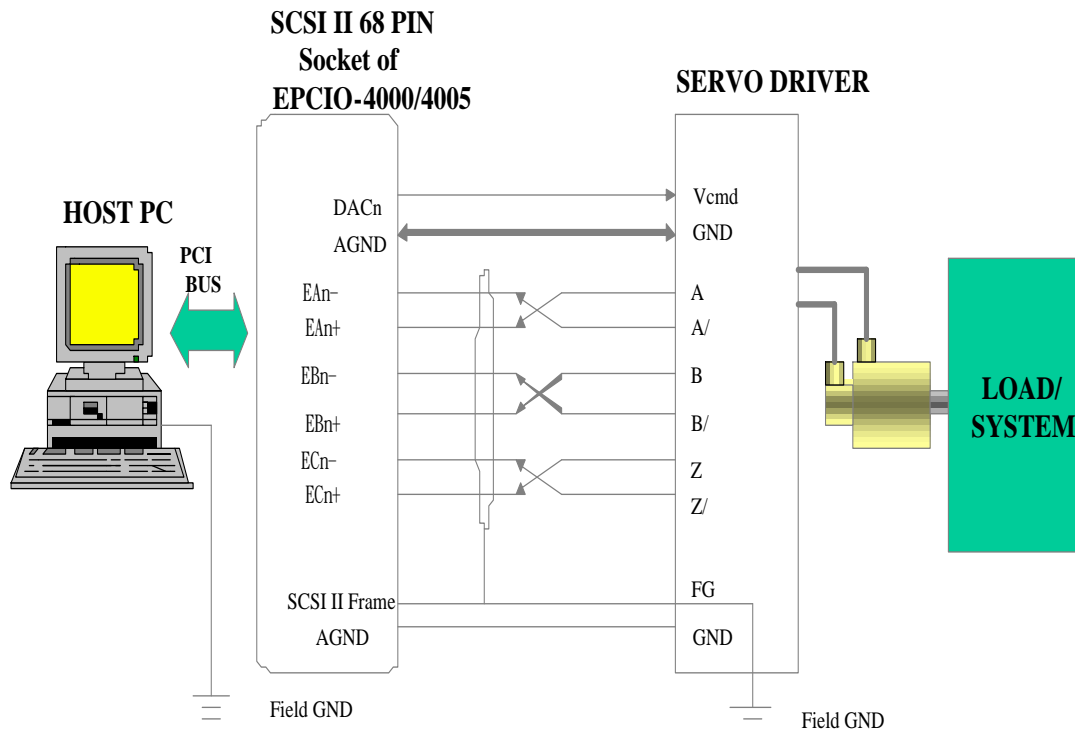 SCSI II 68 PIN
Socket of
EPCIO-4000/4005
SERVO DRIVER
HOST PC
PCI
BUS
DACn
AGND
EAn−
EAn+
EBn−
EBn+
ECn−
ECn+
SCSI II Frame
AGND
Vcmd
GND
A
A/
B
B/
Z
Z/
FG
GND
LOAD/
SYSTEM
Field GND
Field GND